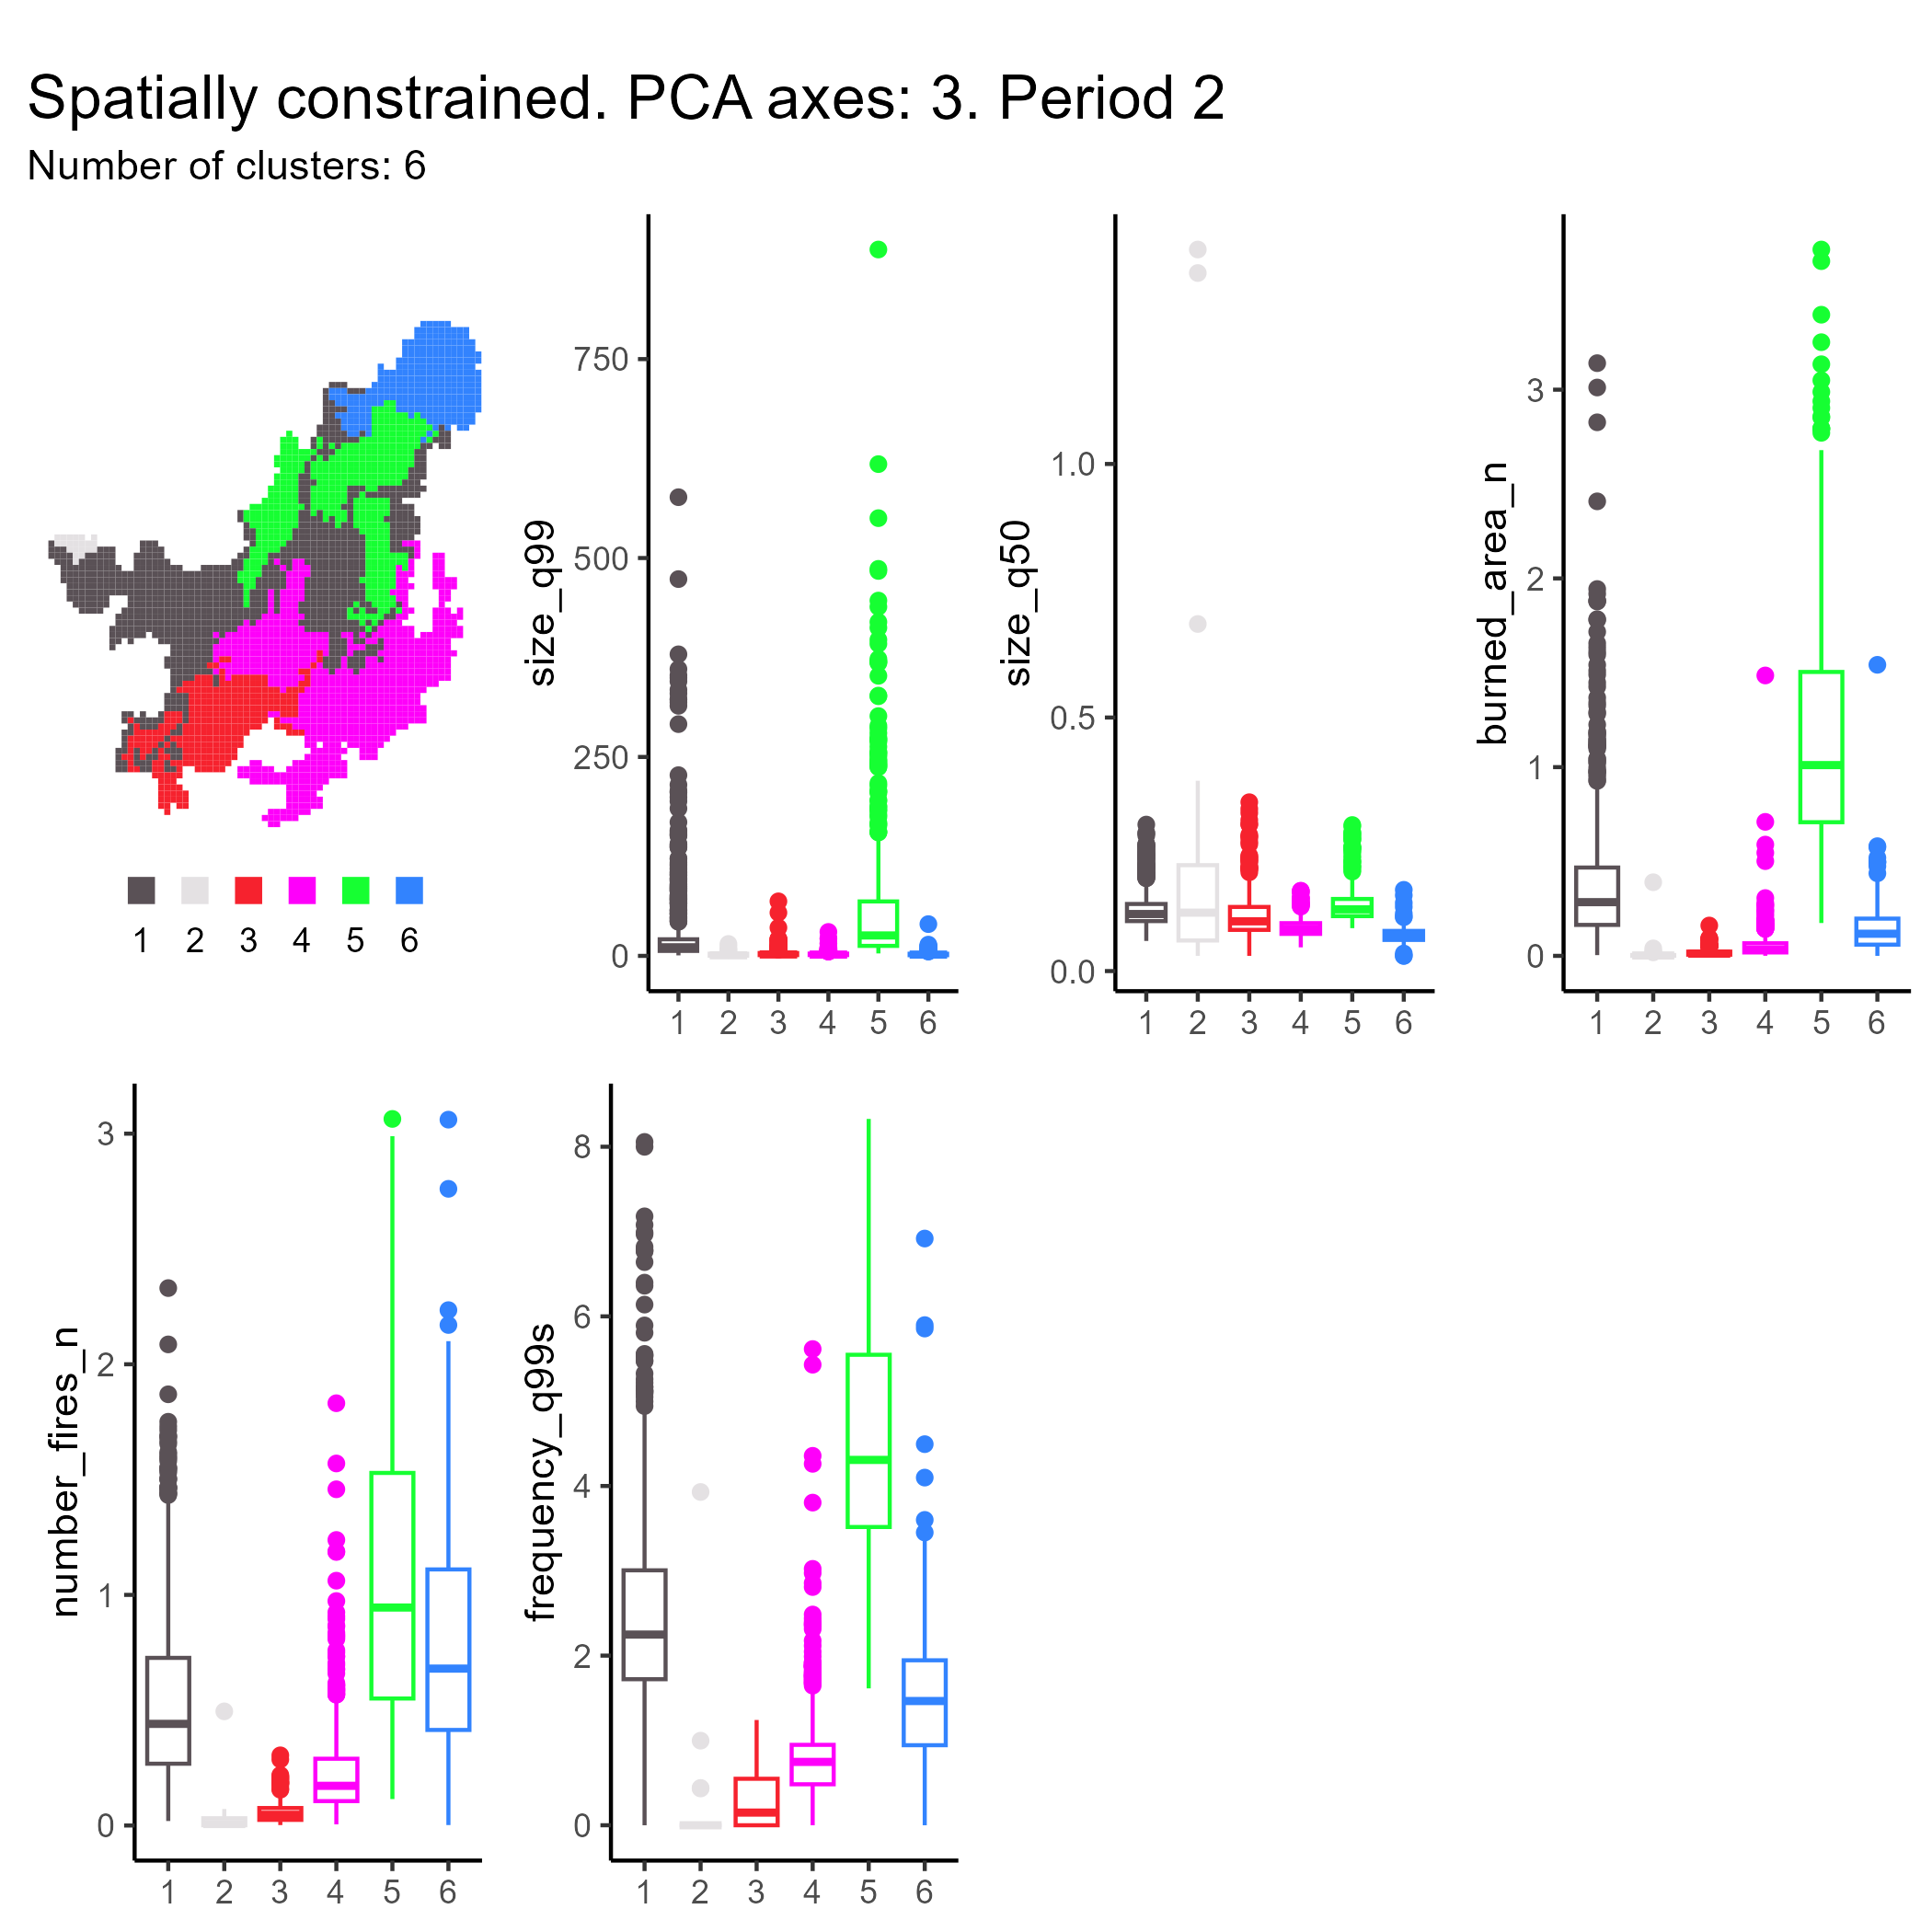 Spatially constrained. PCA axes: 3. Period 2
Number of clusters: 6
1 2 3 4 5 6
size_q99
750
500
250
0
1 2 3 4 5 6
size_q50
1.0
0.5
0.0
1 2 3 4 5 6
burned_area_n
3
2
1
0
1 2 3 4 5 6
number_fires_n
3
2
1
0
1 2 3 4 5 6
frequency_q99s
8
6
4
2
0
1 2 3 4 5 6